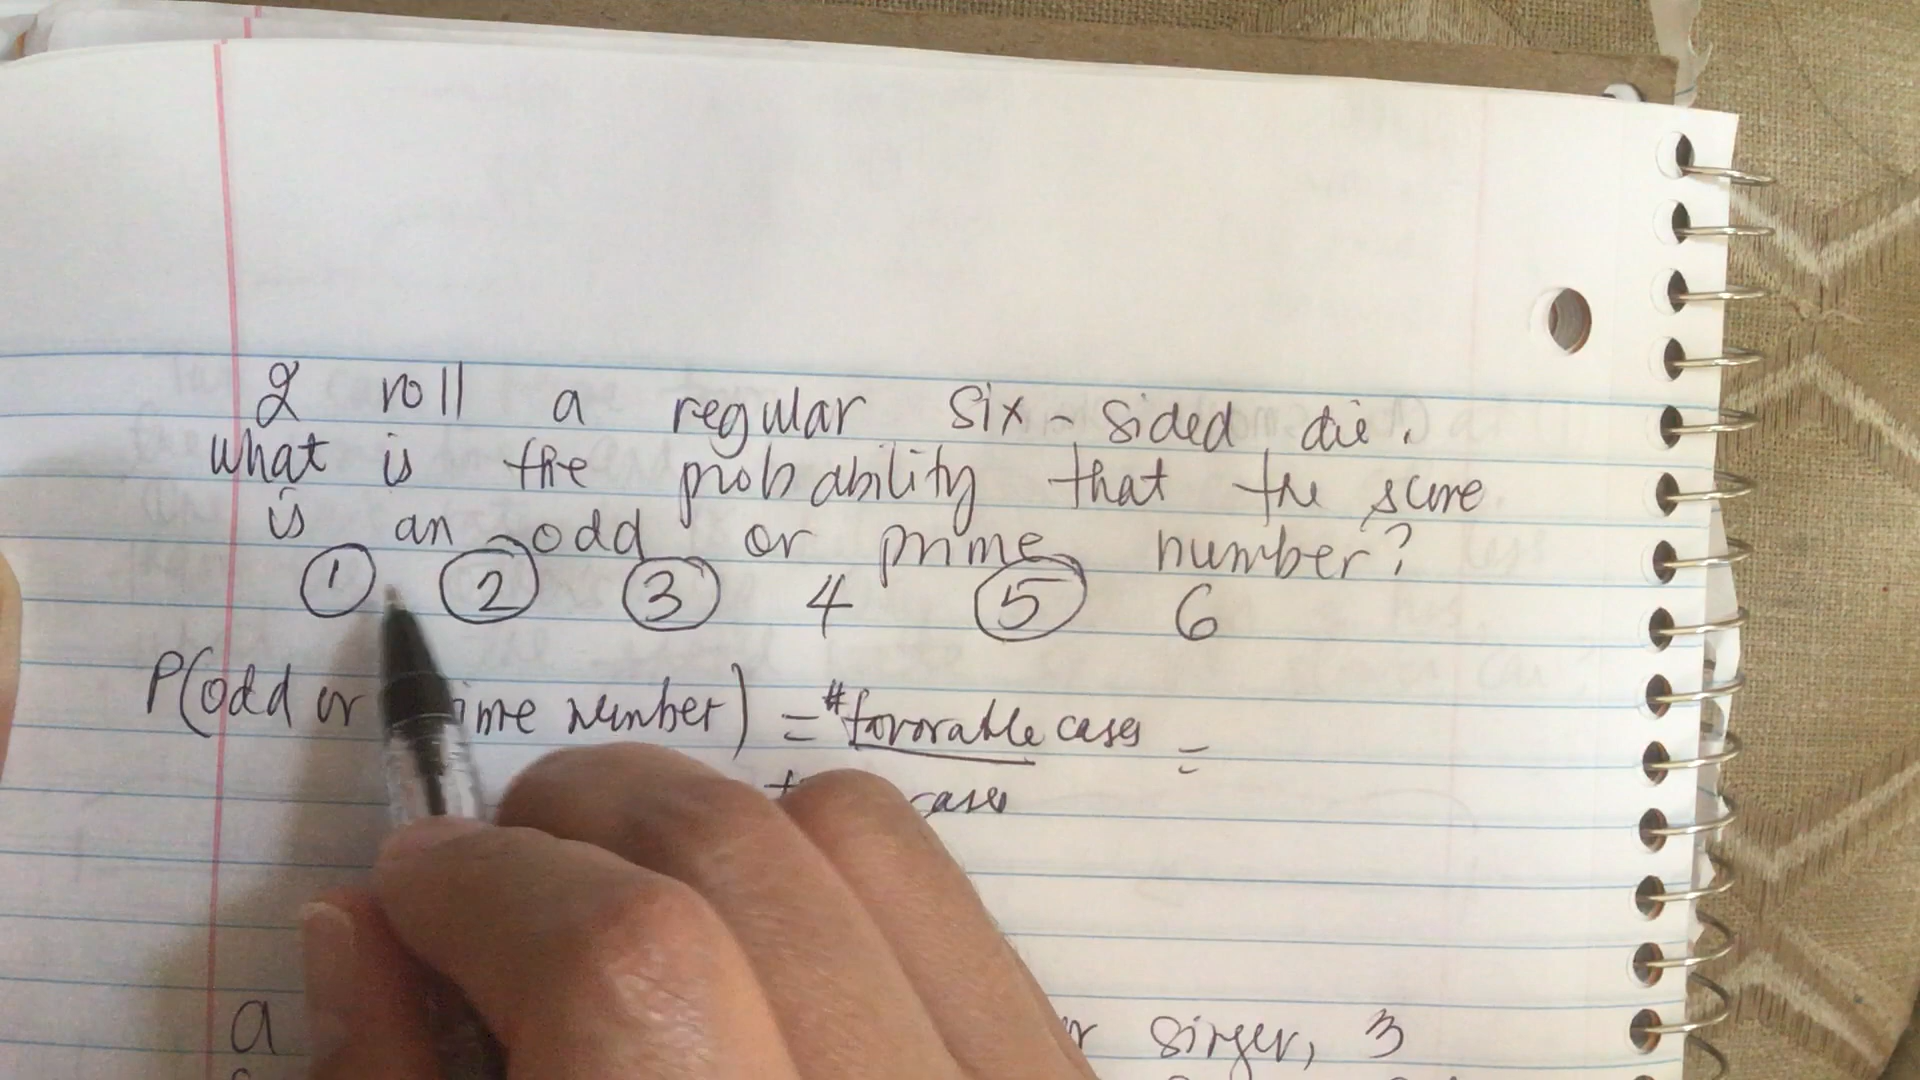 I roll a regular six-sided die.
What is the probability that the score
is an odd or prime number?
1 2 3 4 5 6
P(odd or ime number) = # favorable cases =
cases
a singer, 3